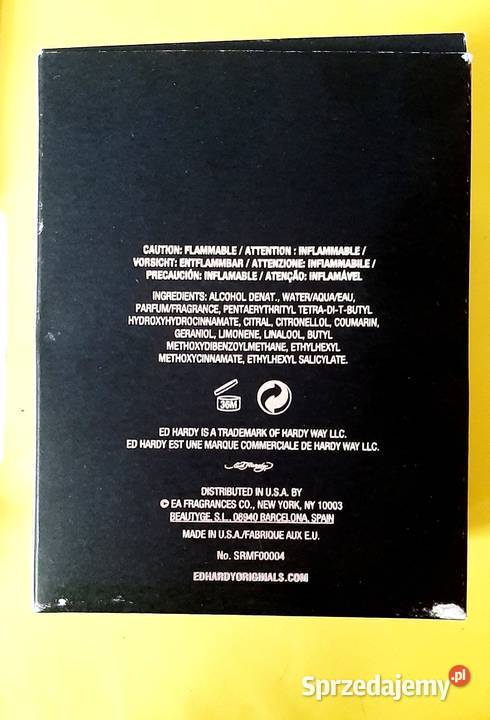 CAUTION: FLAMMABLE / ATTENTION : INFLAMMABLE /
VORSICHT: ENTFLAMMBAR / ATTENZIONE: INFIAMMABILE /
PRECAUCIÓN: INFLAMABLE / ATENÇÃO: INFLAMÁVEL
INGREDIENTS: ALCOHOL DENAT., WATER/AQUA/EAU,
PARFUM/FRAGRANCE, PENTAERYTHRITYL TETRA-DI-T-BUTYL
HYDROXYHYDROCINNAMATE, CITRAL, CITRONELLOL, COUMARIN,
GERANIOL, LIMONENE, LINALOOL, BUTYL
METHOXYDIBENZOYLMETHANE, ETHYLHEXYL
METHOXYCINNAMATE, ETHYLHEXYL SALICYLATE.
36M
ED HARDY IS A TRADEMARK OF HARDY WAY LLC.
ED HARDY EST UNE MARQUE COMMERCIALE DE HARDY WAY LLC.
Ed Hardy
DISTRIBUTED IN U.S.A. BY
© EA FRAGRANCES CO., NEW YORK, NY 10003
BEAUTYGE, S.L., 08940 BARCELONA, SPAIN
MADE IN U.S.A./FABRIQUE AUX E.U.
No. SRMF00004
EDHARDYORIGINALS.COM
Sprzedajemy.pl